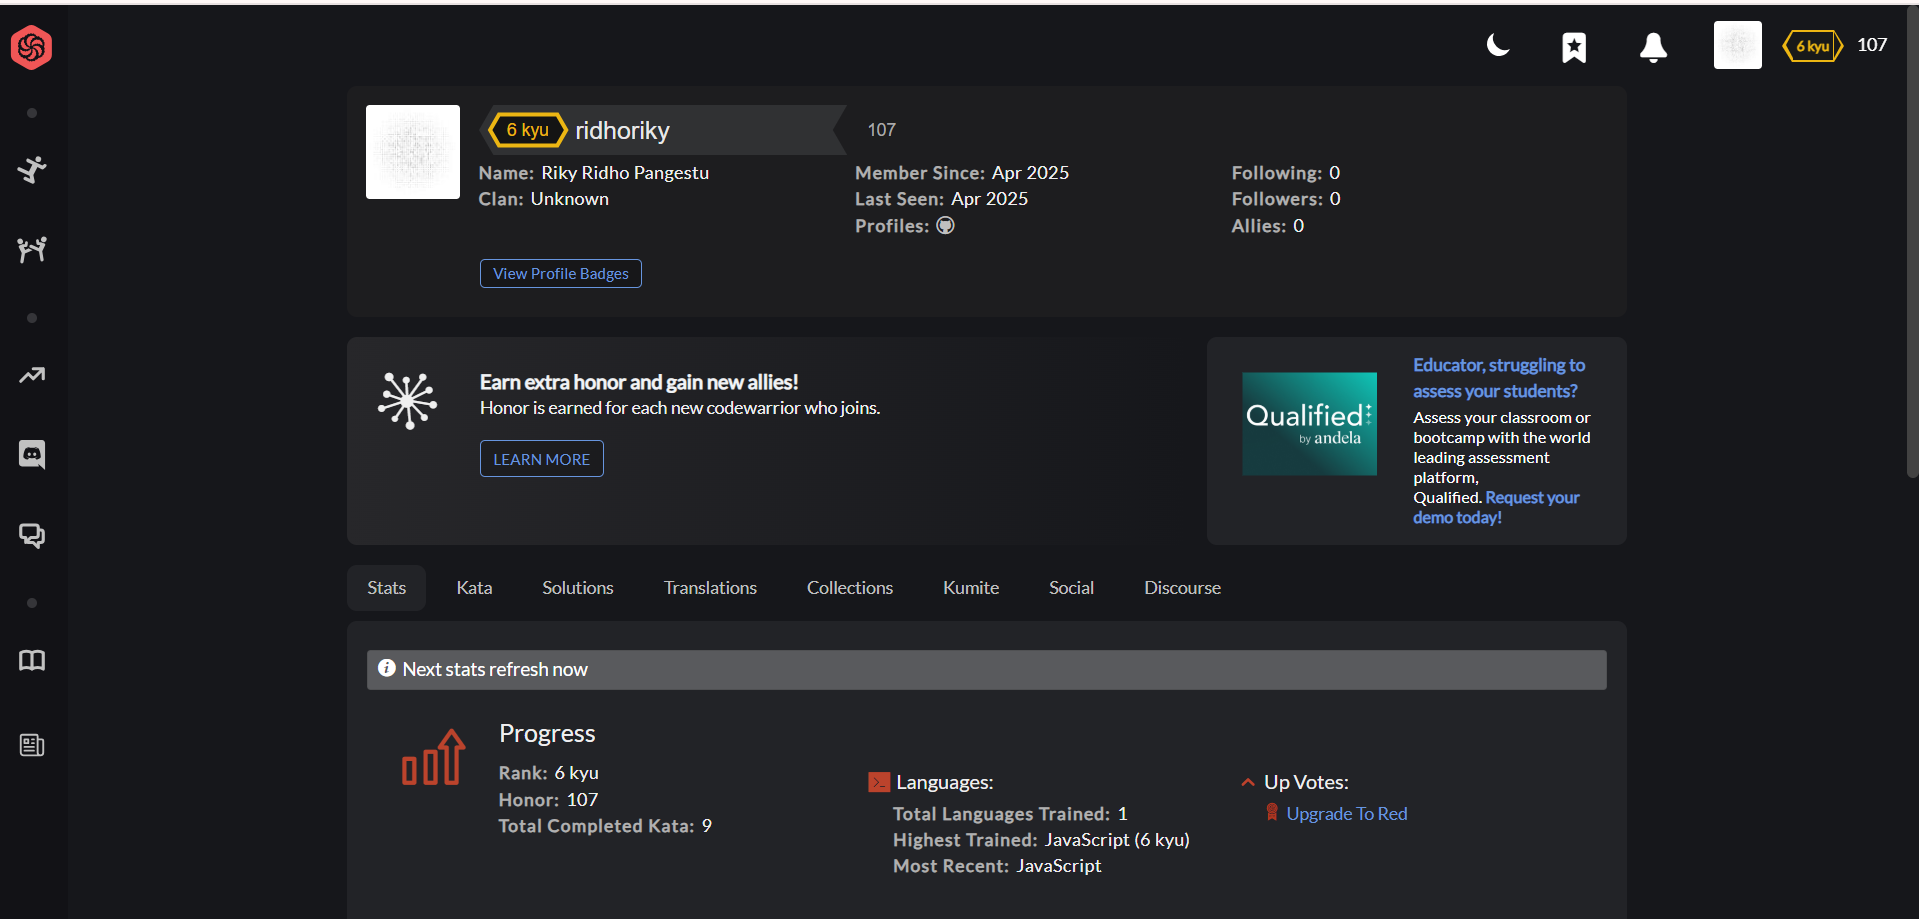 6 kyu 107
6 kyu ridhoriky 107
Name: Riky Ridho Pangestu
Clan: Unknown
Member Since: Apr 2025
Last Seen: Apr 2025
Profiles:
Following: 0
Followers: 0
Allies: 0
View Profile Badges
Earn extra honor and gain new allies!
Honor is earned for each new codewarrior who joins.
LEARN MORE
Qualified
by andela
Educator, struggling to
assess your students?
Assess your classroom or
bootcamp with the world
leading assessment
platform,
Qualified. Request your
demo today!
Stats Kata Solutions Translations Collections Kumite Social Discourse
Next stats refresh now
Progress
Rank: 6 kyu
Honor: 107
Total Completed Kata: 9
Languages:
Total Languages Trained: 1
Highest Trained: JavaScript (6 kyu)
Most Recent: JavaScript
Up Votes:
Upgrade To Red